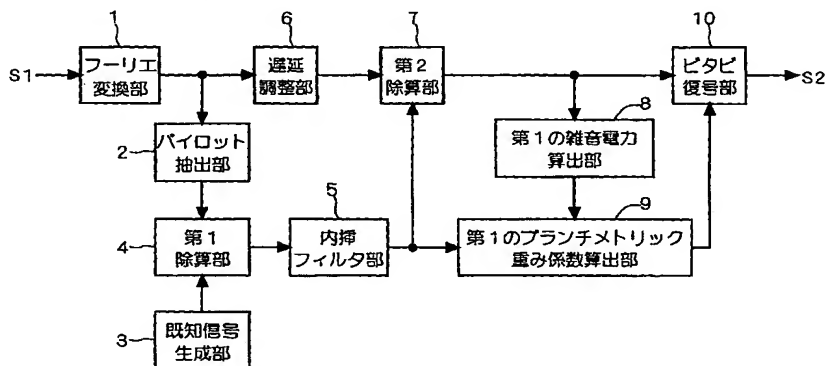 1
6
7
10
S1
フーリエ
変換部
遅延
調整部
第2
除算部
ビタビ
復号部
S2
2
パイロット
抽出部
8
第1の雑音電力
算出部
4
第1
除算部
5
内挿
フィルタ部
9
第1のブランチメトリック
重み係数算出部
3
既知信号
生成部